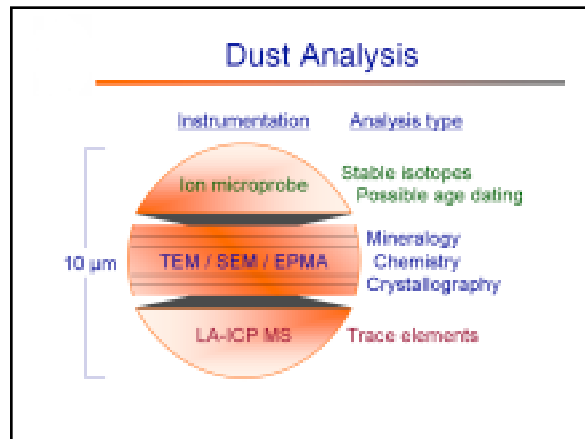 Dust Analysis
Instrumentation Analysis type
Ion microprobe
Stable isotopes
Possible age dating
10 µm
TEM / SEM / EPMA
Mineralogy
Chemistry
Crystallography
LA-ICP MS
Trace elements